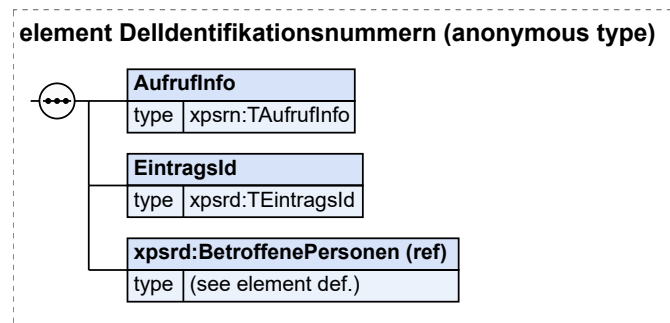 element DelIdentifikationsnummern (anonymous type)
AufrufInfo
type xpsrn:TAufrufInfo
EintragsId
type xpsrd:TEintragsId
xpsrd:BetroffenePersonen (ref)
type (see element def.)